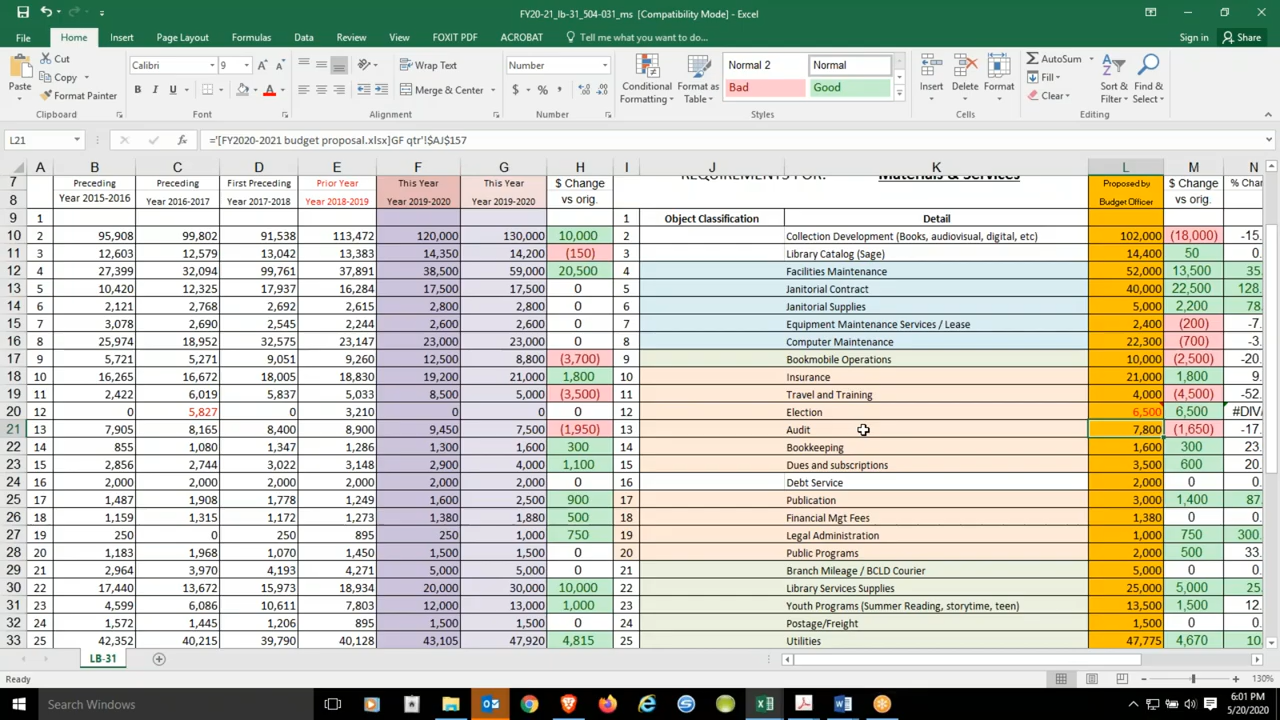 FY20-21_lb-31_504-031_ms [Compatibility Mode] - Excel
File Home Insert Page Layout Formulas Data Review View FOXIT PDF ACROBAT Tell me what you want to do... Sign in Share
Cut Calibri 9 A A Wrap Text Number Normal 2 Normal AutoSum
Copy Fill
Paste Format Painter B I U Merge & Center $ % , Conditional Formatting Format as Table Bad Good Insert Delete Format Clear Sort & Filter Find & Select
Clipboard Font Alignment Number Styles Cells Editing
L21 ='[FY2020-2021 budget proposal.xlsx]GF qtr'!$AJ$157
A B C D E F G H I J K L M N
REQUIREMENTS FOR: Materials & Services
7 Preceding Preceding First Preceding Prior Year This Year This Year $ Change Proposed by $ Change % Chan
8 Year 2015-2016 Year 2016-2017 Year 2017-2018 Year 2018-2019 Year 2019-2020 Year 2019-2020 vs orig. Budget Officer vs orig.
9 1 1 Object Classification Detail
10 2 95,908 99,802 91,538 113,472 120,000 130,000 10,000 2 Collection Development (Books, audiovisual, digital, etc) 102,000 (18,000) -15.
11 3 12,603 12,579 13,042 13,383 14,350 14,200 (150) 3 Library Catalog (Sage) 14,400 50 0.
12 4 27,399 32,094 99,761 37,891 38,500 59,000 20,500 4 Facilities Maintenance 52,000 13,500 35.
13 5 10,420 12,325 17,937 16,284 17,500 17,500 0 5 Janitorial Contract 40,000 22,500 128.
14 6 2,121 2,768 2,692 2,615 2,800 2,800 0 6 Janitorial Supplies 5,000 2,200 78.
15 7 3,078 2,690 2,545 2,244 2,600 2,600 0 7 Equipment Maintenance Services / Lease 2,400 (200) -7.
16 8 25,974 18,952 32,575 23,147 23,000 23,000 0 8 Computer Maintenance 22,300 (700) -3.
17 9 5,721 5,271 9,051 9,260 12,500 8,800 (3,700) 9 Bookmobile Operations 10,000 (2,500) -20.
18 10 16,265 16,672 18,005 18,830 19,200 21,000 1,800 10 Insurance 21,000 1,800 9.
19 11 2,422 6,019 5,837 5,033 8,500 5,000 (3,500) 11 Travel and Training 4,000 (4,500) -52.
20 12 0 5,827 0 3,210 0 0 0 12 Election 6,500 6,500 #DIV/
21 13 7,905 8,165 8,400 8,900 9,450 7,500 (1,950) 13 Audit 7,800 (1,650) -17.
22 14 855 1,080 1,347 1,286 1,300 1,600 300 14 Bookkeeping 1,600 300 23.
23 15 2,856 2,744 3,022 3,148 2,900 4,000 1,100 15 Dues and subscriptions 3,500 600 20.
24 16 2,000 2,000 2,000 2,000 2,000 2,000 0 16 Debt Service 2,000 0 0.
25 17 1,487 1,908 1,778 1,249 1,600 2,500 900 17 Publication 3,000 1,400 87.
26 18 1,159 1,315 1,172 1,273 1,380 1,880 500 18 Financial Mgt Fees 1,380 0 0.
27 19 250 0 250 895 250 1,000 750 19 Legal Administration 1,000 750 300.
28 20 1,183 1,968 1,070 1,450 1,500 1,500 0 20 Public Programs 2,000 500 33.
29 21 2,964 3,970 4,193 4,271 5,000 5,000 0 21 Branch Mileage / BCLD Courier 5,000 0 0.
30 22 17,440 13,672 15,973 18,934 20,000 30,000 10,000 22 Library Services Supplies 25,000 5,000 25.
31 23 4,599 6,086 10,611 7,803 12,000 13,000 1,000 23 Youth Programs (Summer Reading, storytime, teen) 13,500 1,500 12.
32 24 1,572 1,445 1,206 895 1,500 1,500 0 24 Postage/Freight 1,500 0 0.
33 25 42,352 40,215 39,790 40,128 43,105 47,920 4,815 25 Utilities 47,775 4,670 10.
LB-31
Ready 130%
Search Windows 6:01 PM
5/20/2020